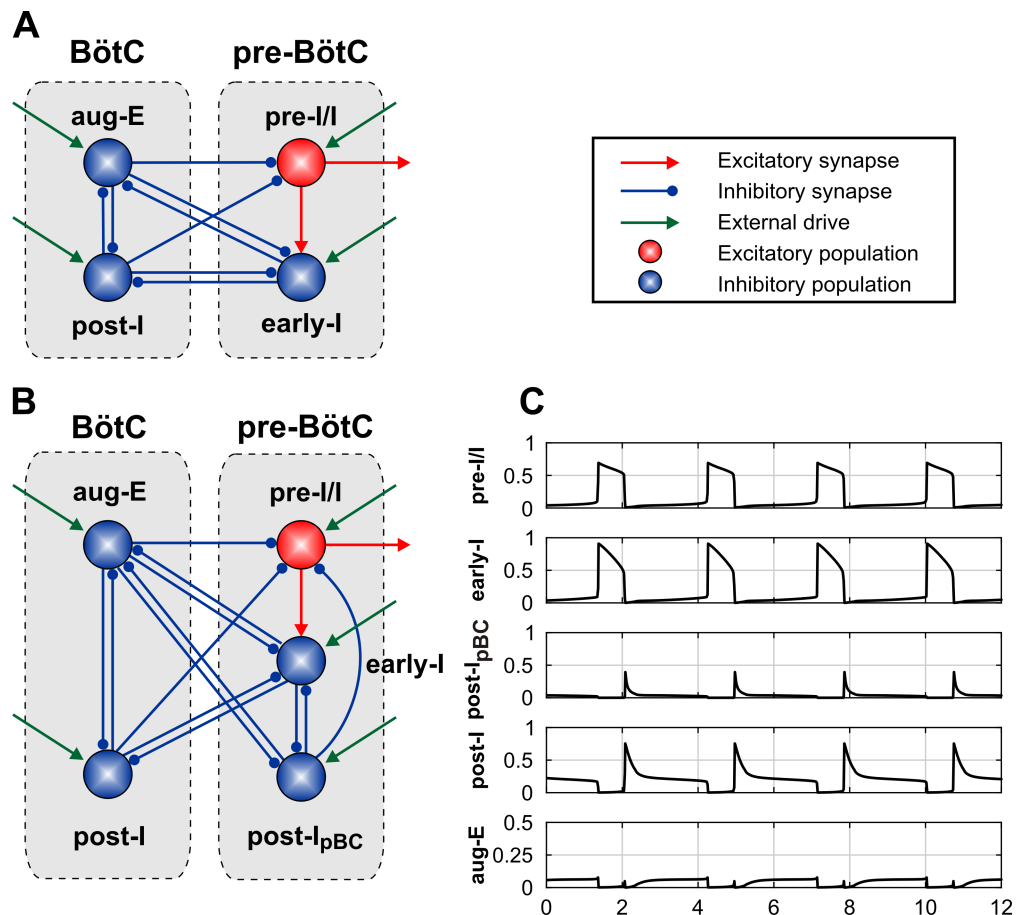 A
BötC pre-BötC
aug-E pre-I/I
post-I early-I
Excitatory synapse
Inhibitory synapse
External drive
Excitatory population
Inhibitory population
B
BötC pre-BötC
aug-E pre-I/I
early-I
post-I post-IpBC
C
pre-I/I
1
0.5
0
early-I
1
0.5
0
post-IpBC
1
0.5
0
post-I
1
0.5
0
aug-E
0.5
0.25
0
0 2 4 6 8 10 12